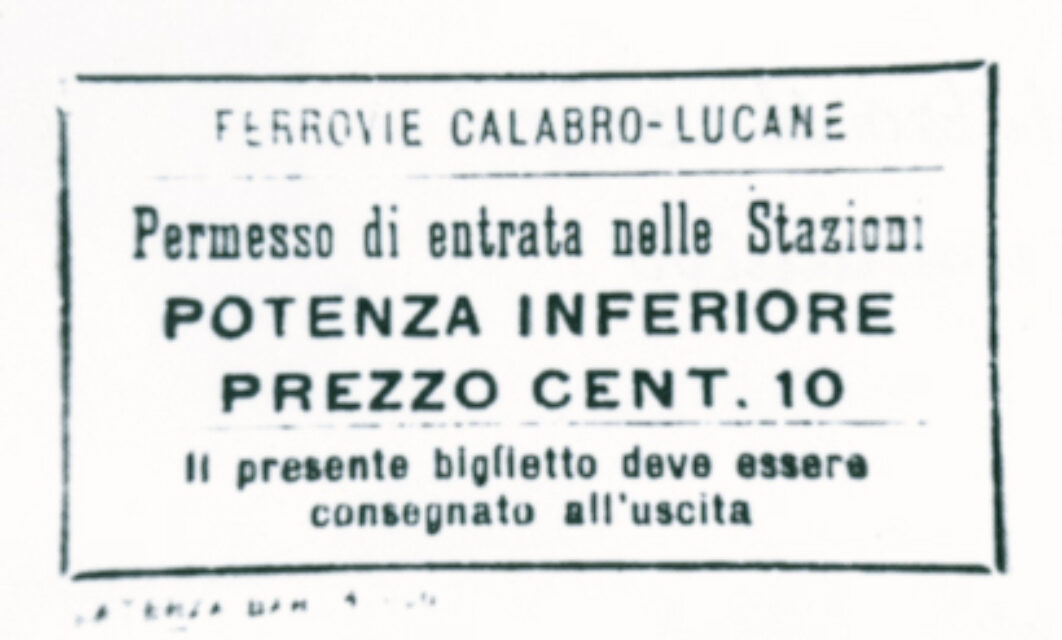 FERROVIE CALABRO-LUCANE
Permesso di entrata nelle Stazioni
POTENZA INFERIORE
PREZZO CENT. 10
Il presente biglietto deve essere
consegnato all'uscita